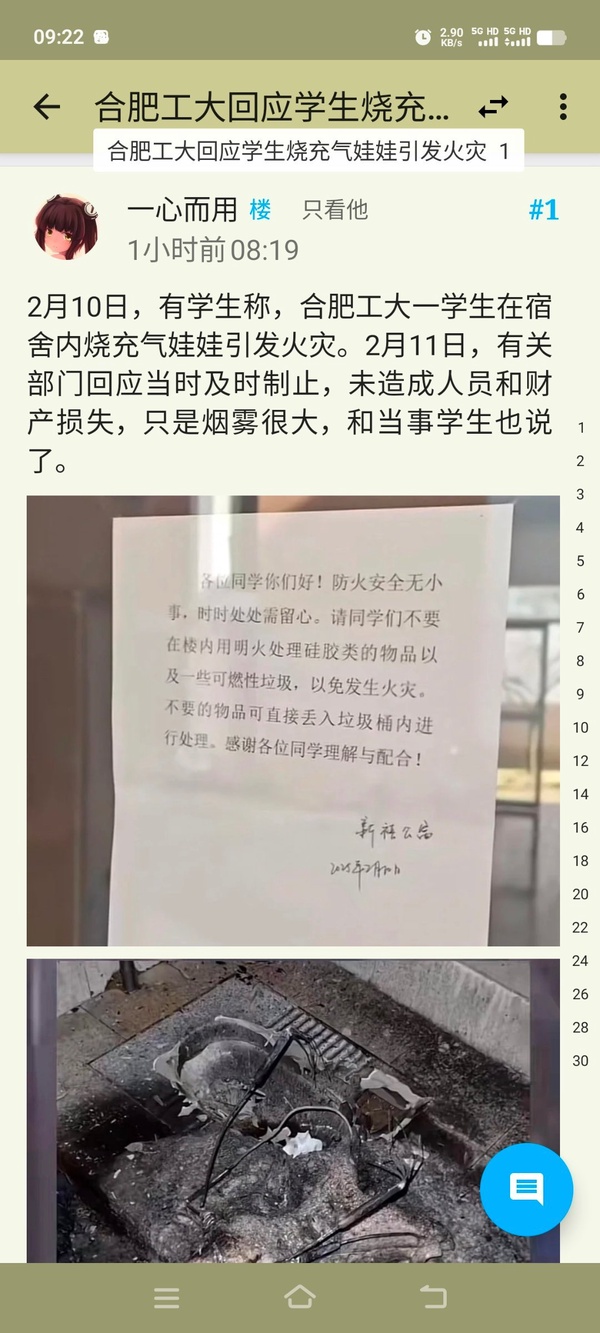 09:22
2.90
KB/s
5G HD 5G HD
合肥工大回应学生烧充...
合肥工大回应学生烧充气娃娃引发火灾 1
一心而用 楼 只看他 #1
1小时前 08:19
2月10日，有学生称，合肥工大一学生在宿
舍内烧充气娃娃引发火灾。2月11日，有关
部门回应当时及时制止，未造成人员和财
产损失，只是烟雾很大，和当事学生也说
了。
各位同学你们好！防火安全无小
事，时时处处需留心。请同学们不要
在楼内用明火处理硅胶类的物品以
及一些可燃性垃圾，以免发生火灾。
不要的物品可直接丢入垃圾桶内进
行处理。感谢各位同学理解与配合！
1
2
3
4
5
6
7
8
9
10
12
14
16
18
20
22
24
26
28
30